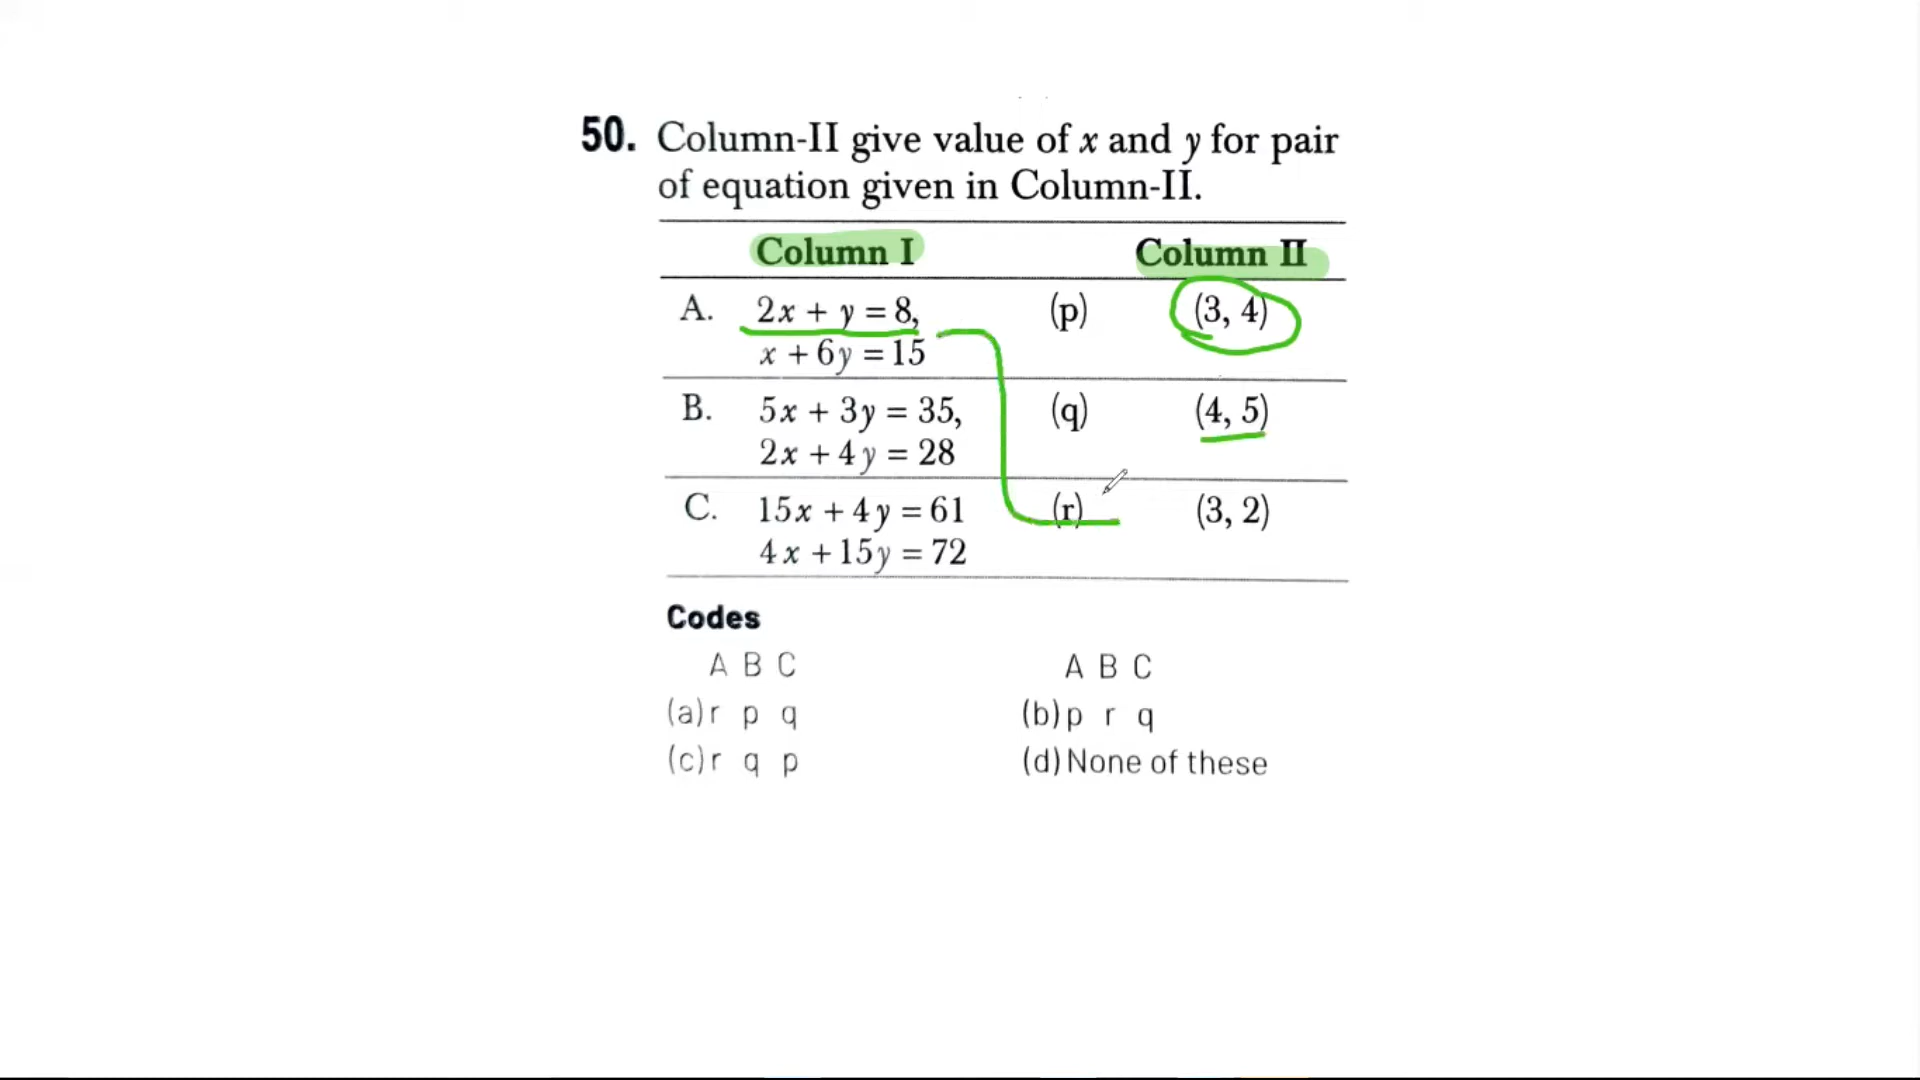 50. Column-II give value of x and y for pair
of equation given in Column-II.
Column I Column II
A. 2x + y = 8, (p) (3, 4)
x + 6y = 15
B. 5x + 3y = 35, (q) (4, 5)
2x + 4y = 28
C. 15x + 4y = 61 (r) (3, 2)
4x + 15y = 72
Codes
A B C A B C
(a) r p q (b) p r q
(c) r q p (d) None of these